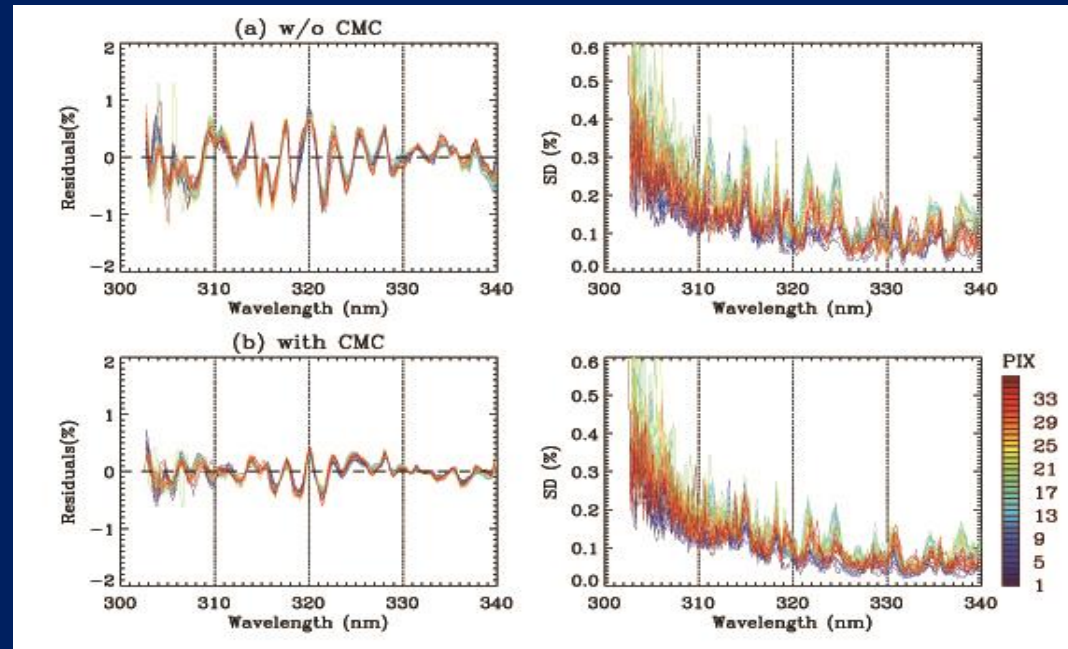 (a) w/o CMC
Residuals(%)
2
1
0
−1
−2
300 310 320 330 340
Wavelength (nm)
SD (%)
0.6
0.5
0.4
0.3
0.2
0.1
0.0
300 310 320 330 340
Wavelength (nm)
(b) with CMC
Residuals(%)
2
1
0
−1
−2
300 310 320 330 340
Wavelength (nm)
SD (%)
0.6
0.5
0.4
0.3
0.2
0.1
0.0
300 310 320 330 340
Wavelength (nm)
PIX
33
29
25
21
17
13
9
5
1